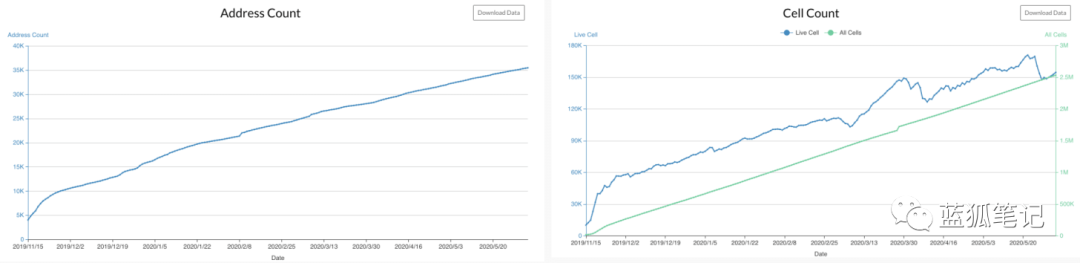 Address Count
Download Data
Address Count
40K
35K
30K
25K
20K
15K
10K
5K
0
2019/11/15 2019/12/2 2019/12/19 2020/1/5 2020/1/22 2020/2/8 2020/2/25 2020/3/13 2020/3/30 2020/4/16 2020/5/3 2020/5/20
Date
Cell Count
Download Data
Live Cell All Cells
Live Cell All Cells
180K 3M
150K 2.5M
120K 2M
90K 1.5M
60K 1M
30K 500K
0 0
2019/11/15 2019/12/2 2019/12/19 2020/1/5 2020/1/22 2020/2/8 2020/2/25 2020/3/13 2020/3/30 2020/4/16 2020/5/3 2020/5/20
Date
蓝狐笔记